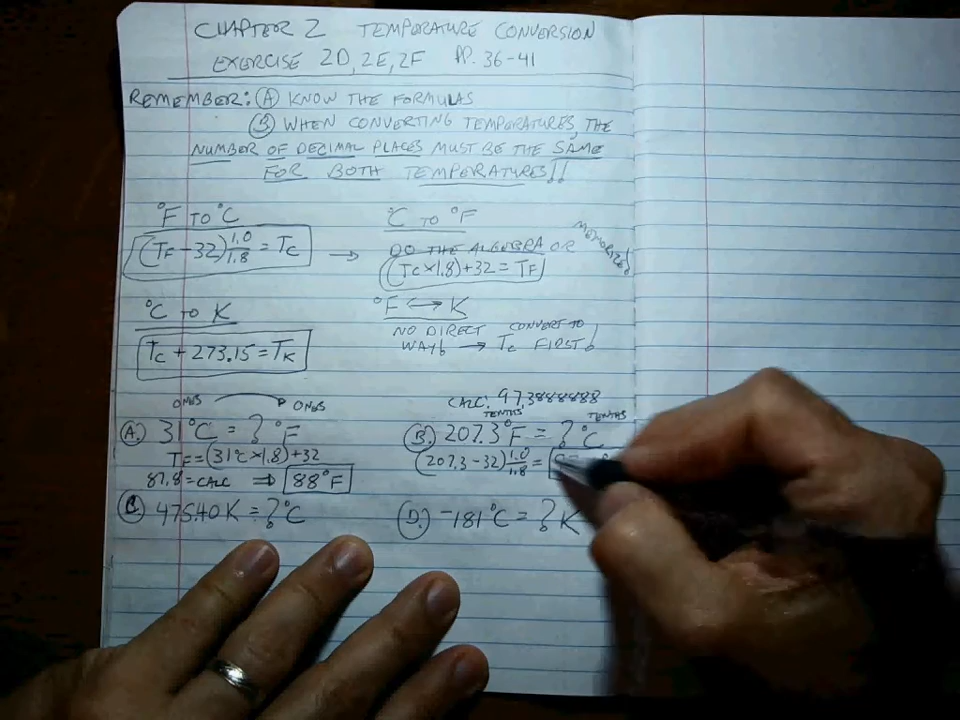 CHAPTER 2 TEMPERATURE CONVERSION
EXERCISE 2D, 2E, 2F PP. 36-41
REMEMBER: (A) KNOW THE FORMULAS
(B) WHEN CONVERTING TEMPERATURES, THE
NUMBER OF DECIMAL PLACES MUST BE THE SAME
FOR BOTH TEMPERATURES!!
°F TO °C
(TF - 32) 1.0/1.8 = TC
°C TO °F
DO THE ALGEBRA OR
MEMORIZE!
(TC × 1.8) + 32 = TF
°C to K
TC + 273.15 = TK
°F ↔ K
NO DIRECT WAY! → CONVERT TO TC FIRST!
ONES ONES
(A.) 31°C = ? °F
TF = (31°C × 1.8) + 32
87.8 = CALC ⇒ 88°F
CALC: 97.3888888
TENTHS TENTHS
(B.) 207.3°F = ? °C
(207.3 - 32) 1.0/1.8 =
(C.) 475.40 K = ? °C
(D.) -181°C = ? K